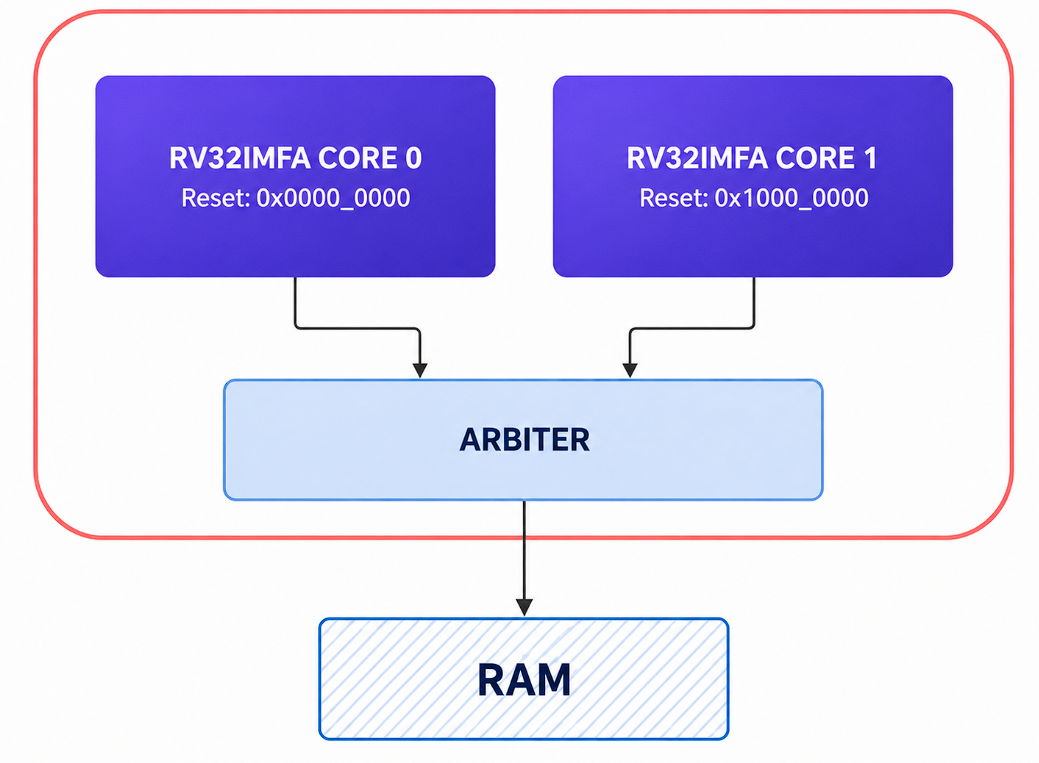 RV32IMFA CORE 0
Reset: 0x0000_0000
RV32IMFA CORE 1
Reset: 0x1000_0000
ARBITER
RAM